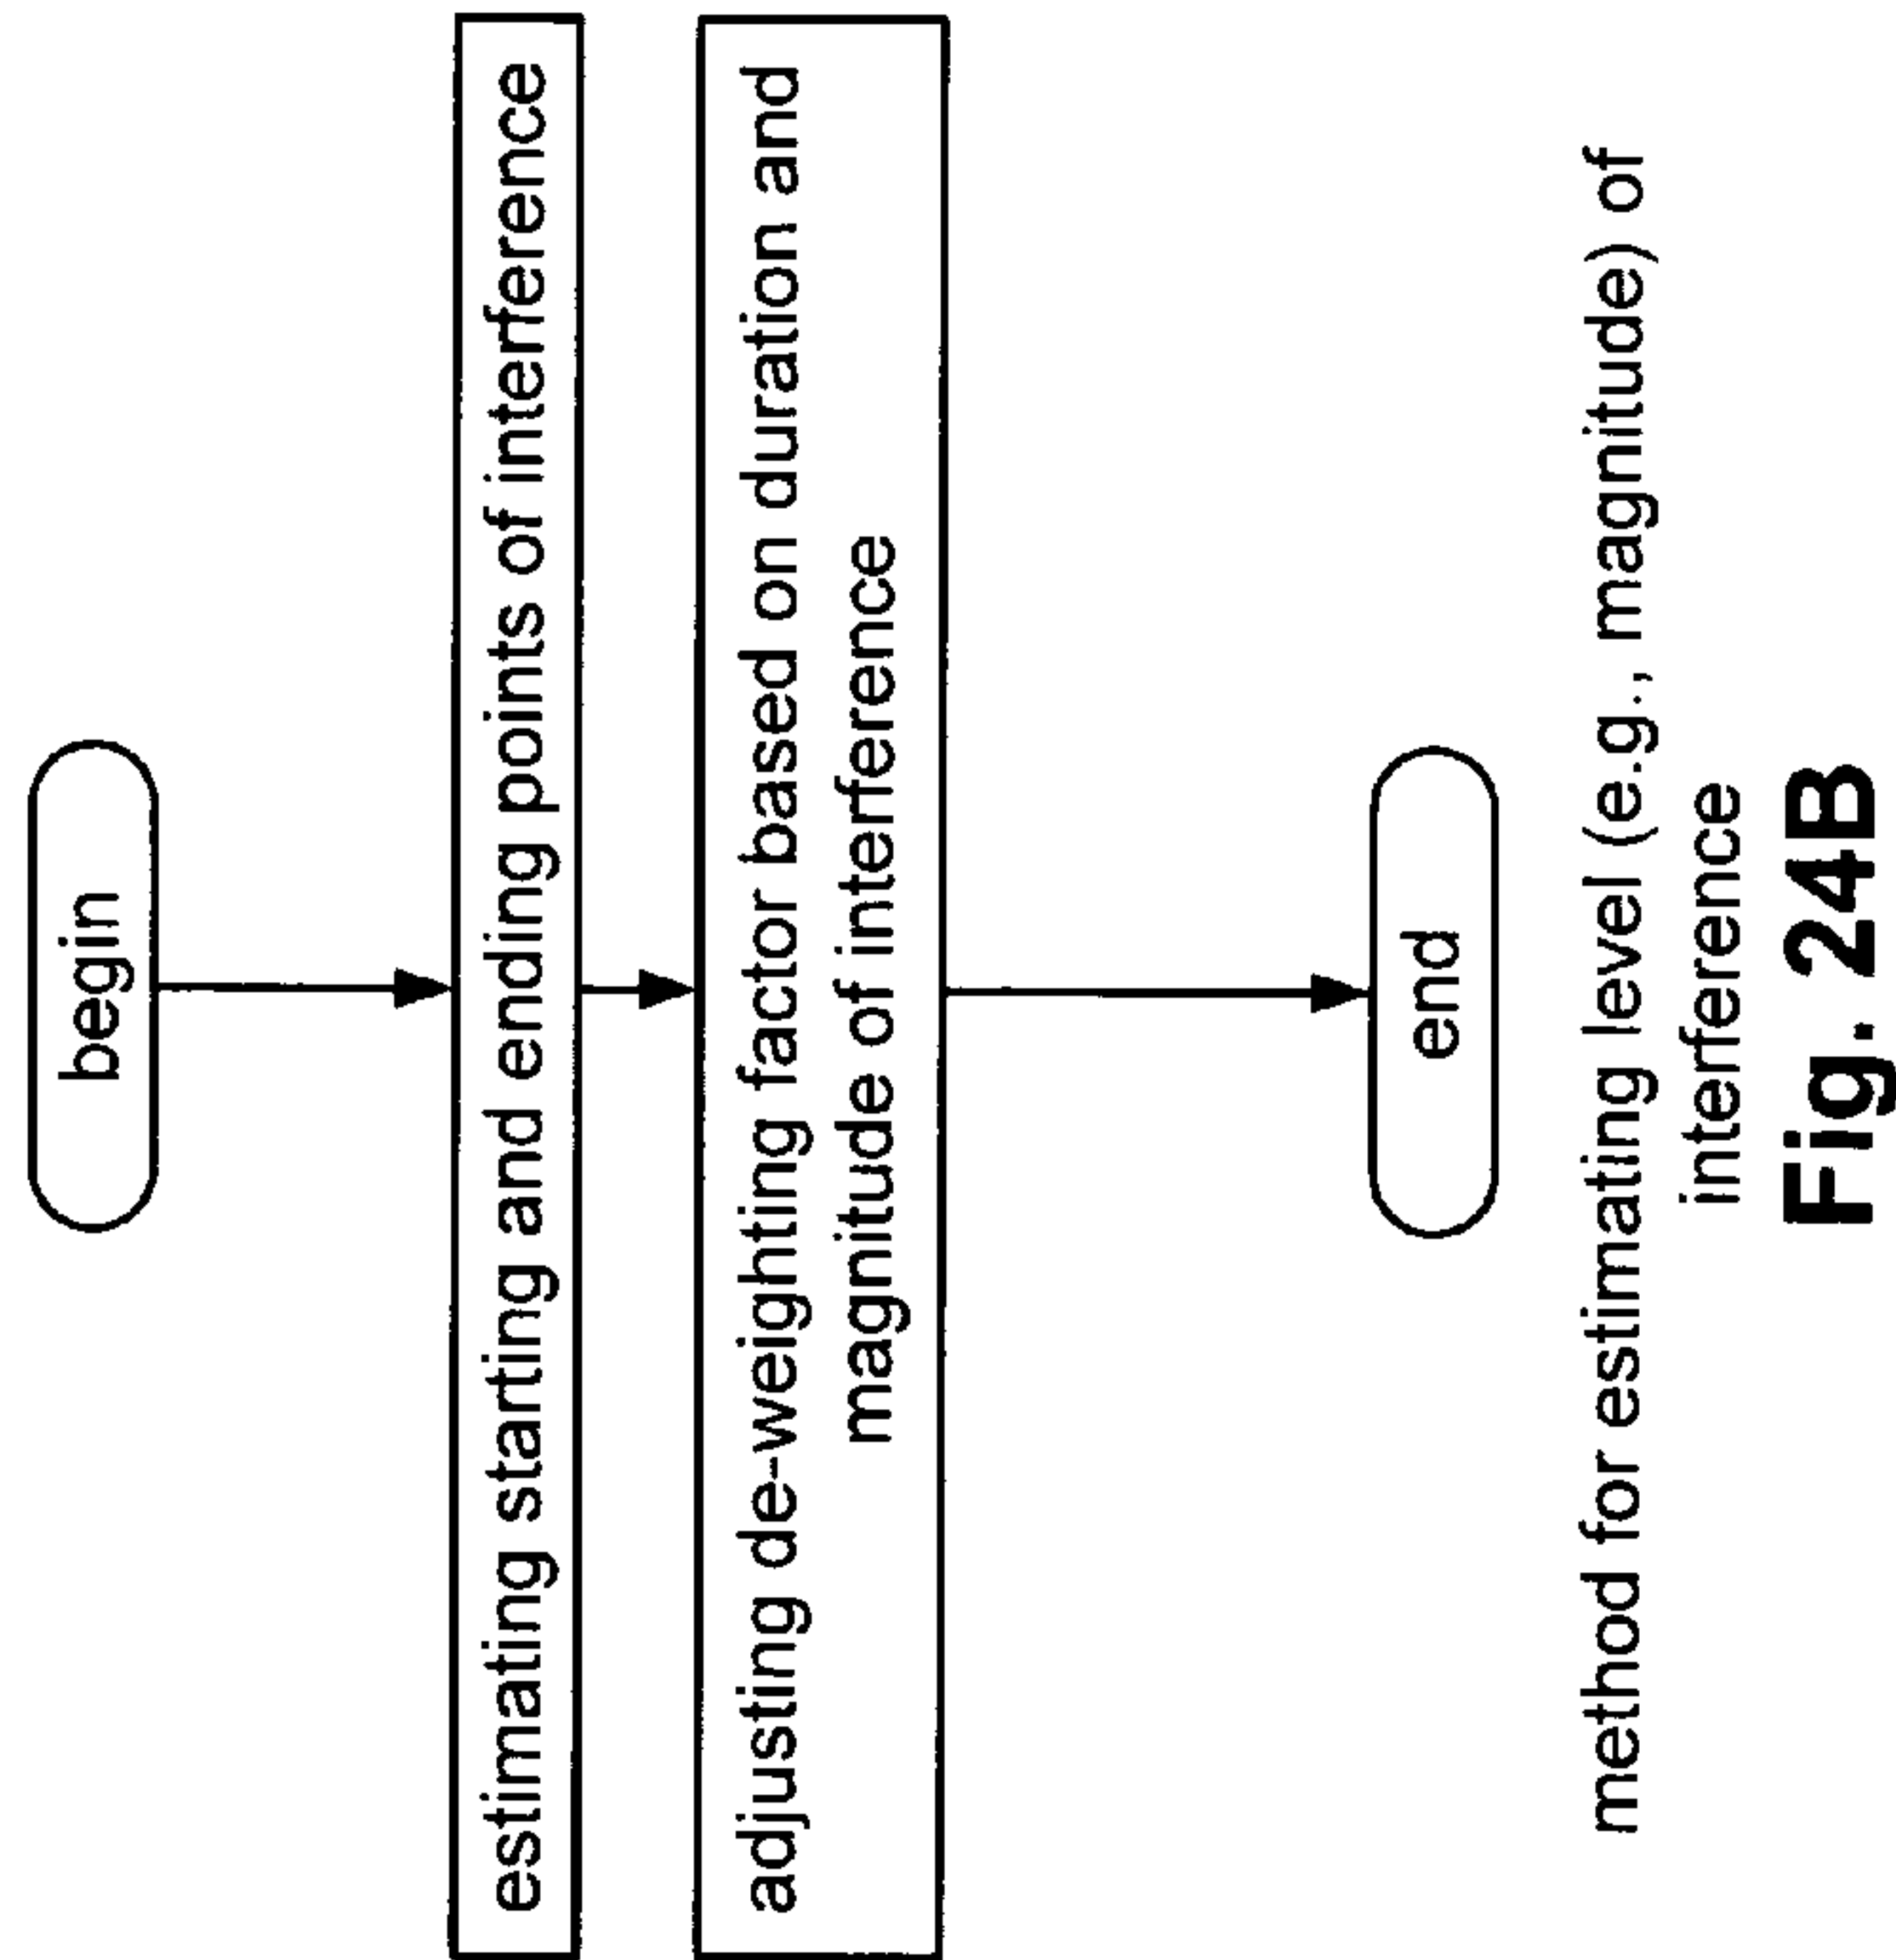 begin
estimating starting and ending points of interference
adjusting de-weighting factor based on duration and
magnitude of interference
end
method for estimating level (e.g., magnitude) of
interference
Fig. 24B